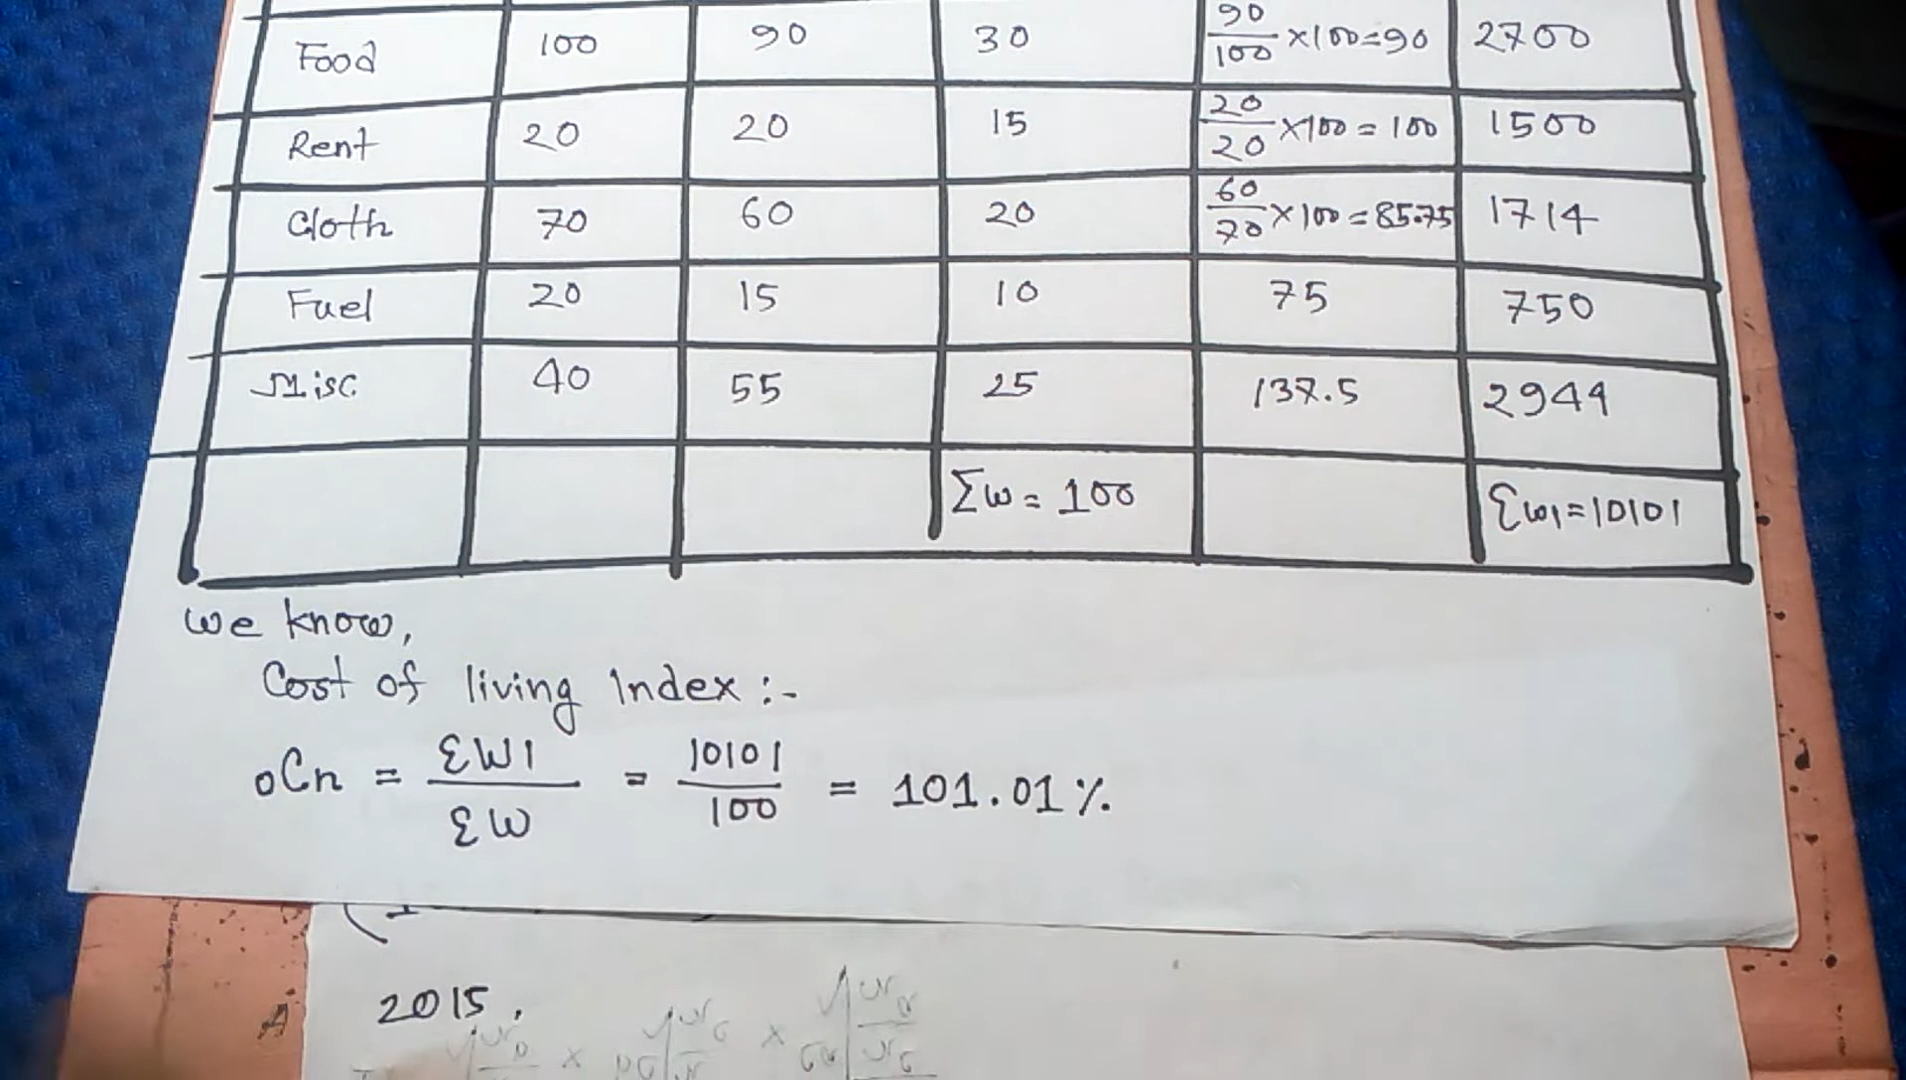 Food 100 90 30 90/100 ×100=90 2700
Rent 20 20 15 20/20 ×100 = 100 1500
Cloth 70 60 20 60/70 ×100 = 85.75 1714
Fuel 20 15 10 75 750
Misc 40 55 25 137.5 2944
Σw = 100 Σwı=10101
we know,
Cost of living Index :-
oCn = ΣWI/ΣW = 10101/100 = 101.01%.
2015,